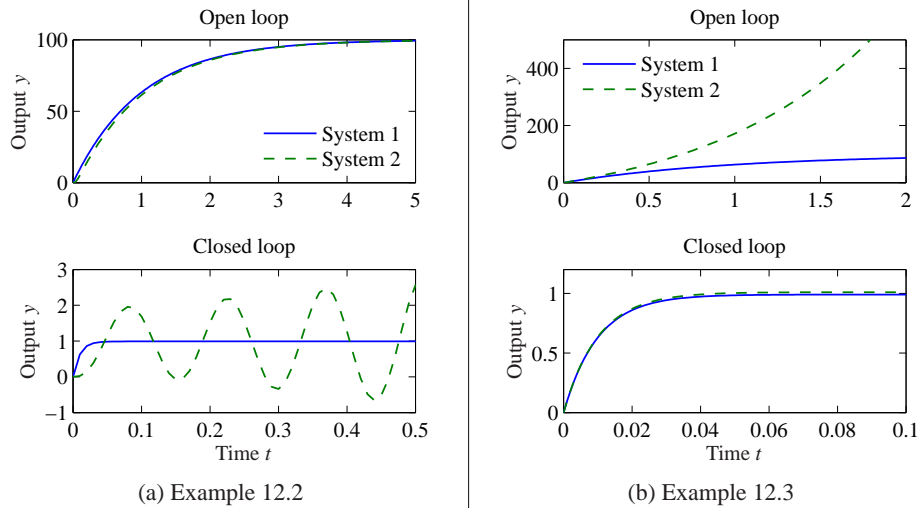 Open loop
Output y
100
50
0
System 1
System 2
0 1 2 3 4 5
Closed loop
Output y
3
2
1
0
−1
0 0.1 0.2 0.3 0.4 0.5
Time t
(a) Example 12.2
Open loop
Output y
400
200
0
System 1
System 2
0 0.5 1 1.5 2
Closed loop
Output y
1
0.5
0
0 0.02 0.04 0.06 0.08 0.1
Time t
(b) Example 12.3